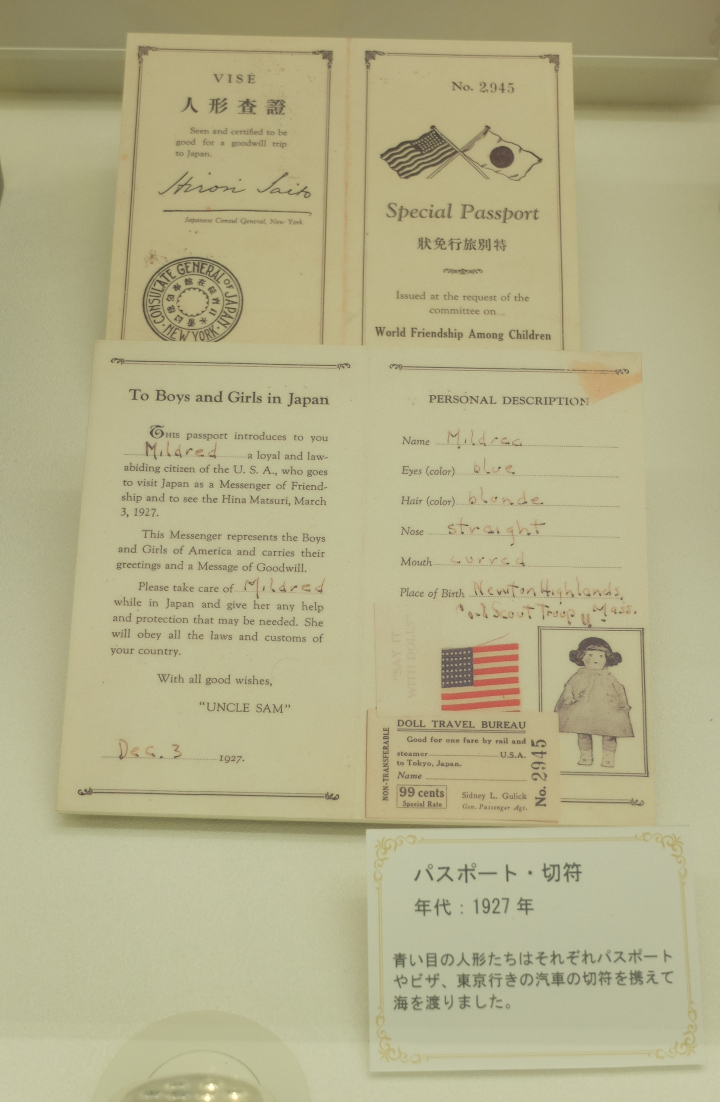 VISÉ
人形査證
Seen and certified to be
good for a goodwill trip
to Japan.
Hirosi Saito
Japanese Consul General, New York.
CONSULATE GENERAL OF JAPAN
NEW YORK
No. 2945
Special Passport
狀免行旅別特
Issued at the request of the
committee on
World Friendship Among Children
To Boys and Girls in Japan
THIS passport introduces to you
Mildred a loyal and law-
abiding citizen of the U. S. A., who goes
to visit Japan as a Messenger of Friend-
ship and to see the Hina Matsuri, March
3, 1927.
This Messenger represents the Boys
and Girls of America and carries their
greetings and a Message of Goodwill.
Please take care of Mildred
while in Japan and give her any help
and protection that may be needed. She
will obey all the laws and customs of
your country.
With all good wishes,
"UNCLE SAM"
Dec. 3 1927.
PERSONAL DESCRIPTION
Name Mildred
Eyes (color) blue
Hair (color) blonde
Nose straight
Mouth curved
Place of Birth Newton Highlands,
Scout Troop Mass.
DOLL TRAVEL BUREAU
Good for one fare by rail and
steamer U.S.A.
to Tokyo, Japan.
Name
99 cents
Special Rate
Sidney L. Gulick
Gen. Passenger Agt.
NON-TRANSFERABLE
No. 2945
パスポート・切符
年代：1927 年
青い目の人形たちはそれぞれパスポート
やビザ、東京行きの汽車の切符を携えて
海を渡りました。